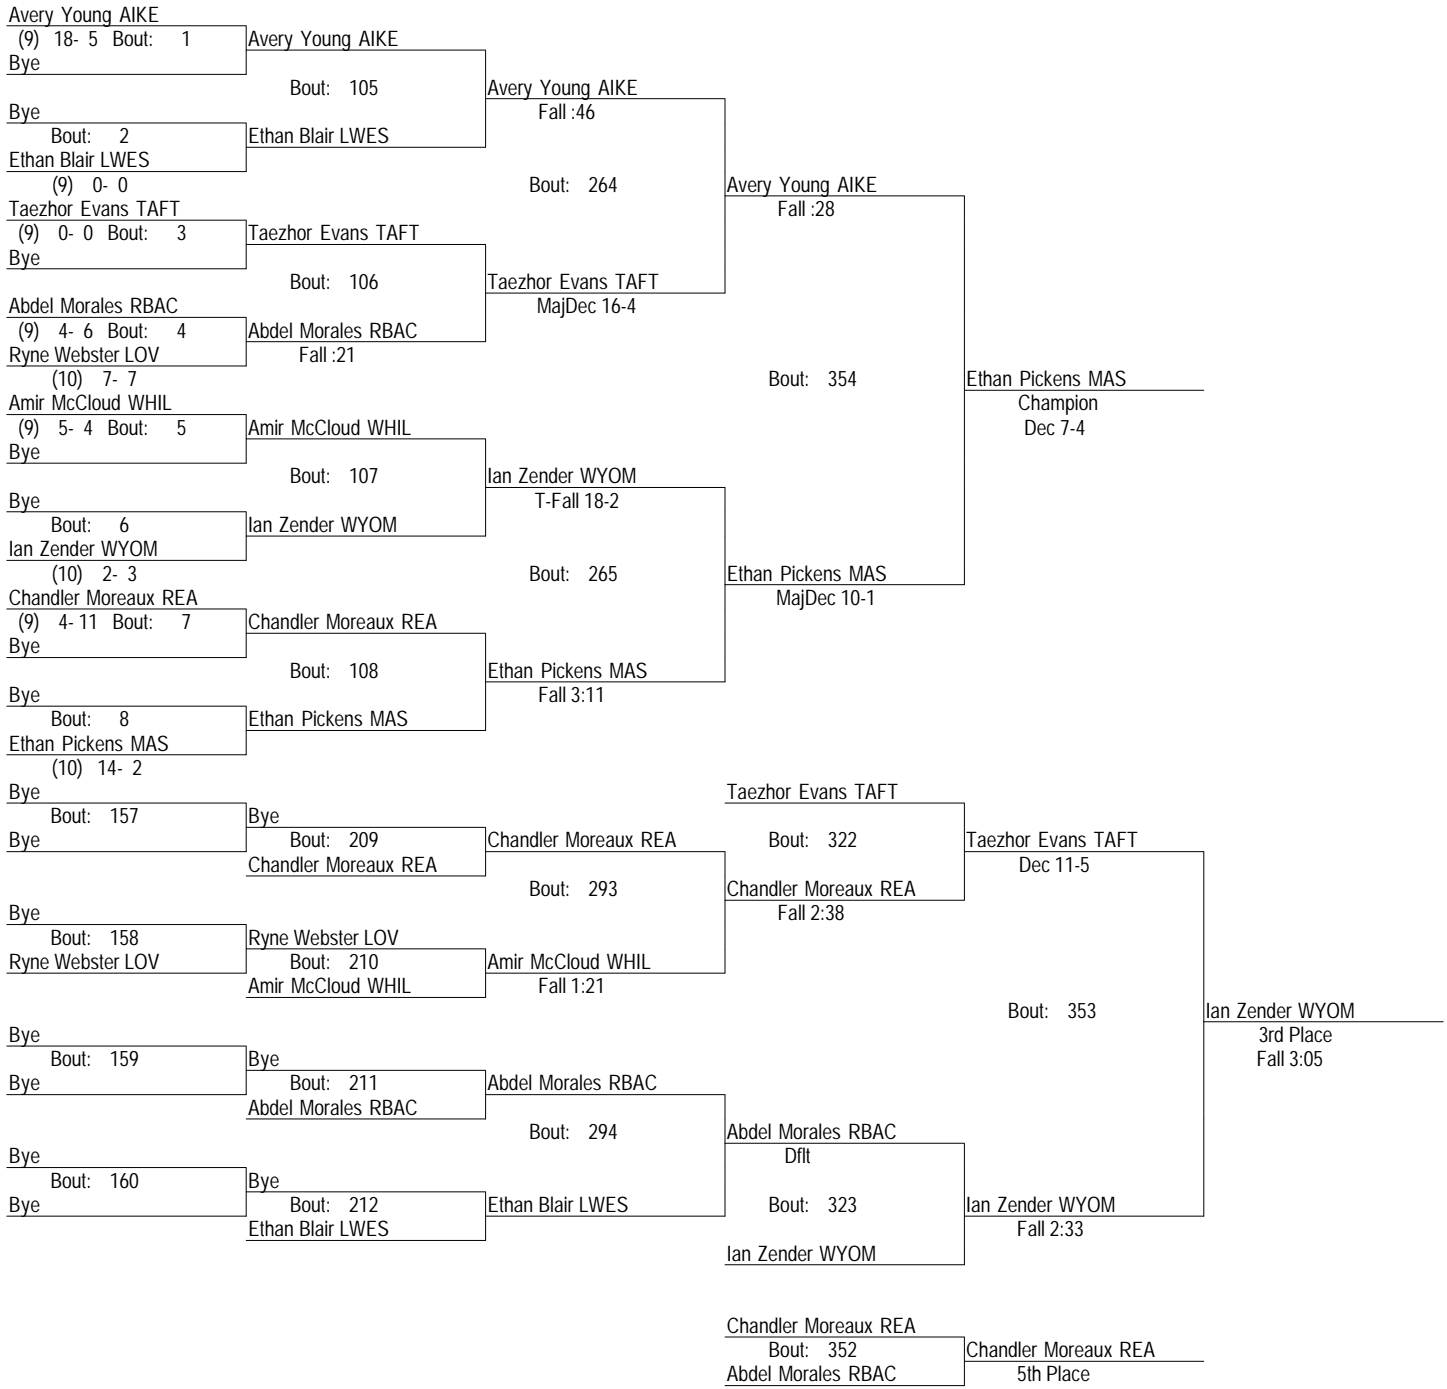 Avery Young AIKE
(9) 18- 5 Bout: 1 Avery Young AIKE
Bye
Bout: 105 Avery Young AIKE
Bye Fall :46
Bout: 2 Ethan Blair LWES
Ethan Blair LWES
(9) 0- 0 Bout: 264 Avery Young AIKE
Taezhor Evans TAFT Fall :28
(9) 0- 0 Bout: 3 Taezhor Evans TAFT
Bye
Bout: 106 Taezhor Evans TAFT
Abdel Morales RBAC MajDec 16-4
(9) 4- 6 Bout: 4 Abdel Morales RBAC
Ryne Webster LOV Fall :21
(10) 7- 7 Bout: 354 Ethan Pickens MAS
Amir McCloud WHIL Champion
(9) 5- 4 Bout: 5 Amir McCloud WHIL Dec 7-4
Bye
Bout: 107 Ian Zender WYOM
Bye T-Fall 18-2
Bout: 6 Ian Zender WYOM
Ian Zender WYOM
(10) 2- 3 Bout: 265 Ethan Pickens MAS
Chandler Moreaux REA MajDec 10-1
(9) 4- 11 Bout: 7 Chandler Moreaux REA
Bye
Bout: 108 Ethan Pickens MAS
Bye Fall 3:11
Bout: 8 Ethan Pickens MAS
Ethan Pickens MAS
(10) 14- 2
Bye Taezhor Evans TAFT
Bout: 157 Bye
Bye Bout: 209 Chandler Moreaux REA Bout: 322 Taezhor Evans TAFT
Chandler Moreaux REA Dec 11-5
Bout: 293 Chandler Moreaux REA
Bye Fall 2:38
Bout: 158 Ryne Webster LOV
Ryne Webster LOV Bout: 210 Amir McCloud WHIL
Amir McCloud WHIL Fall 1:21
Bout: 353 Ian Zender WYOM
Bye 3rd Place
Bout: 159 Bye Fall 3:05
Bye Bout: 211 Abdel Morales RBAC
Abdel Morales RBAC
Bout: 294 Abdel Morales RBAC
Bye Dflt
Bout: 160 Bye
Bye Bout: 212 Ethan Blair LWES Bout: 323 Ian Zender WYOM
Ethan Blair LWES Fall 2:33
Ian Zender WYOM
Chandler Moreaux REA
Bout: 352 Chandler Moreaux REA
Abdel Morales RBAC 5th Place